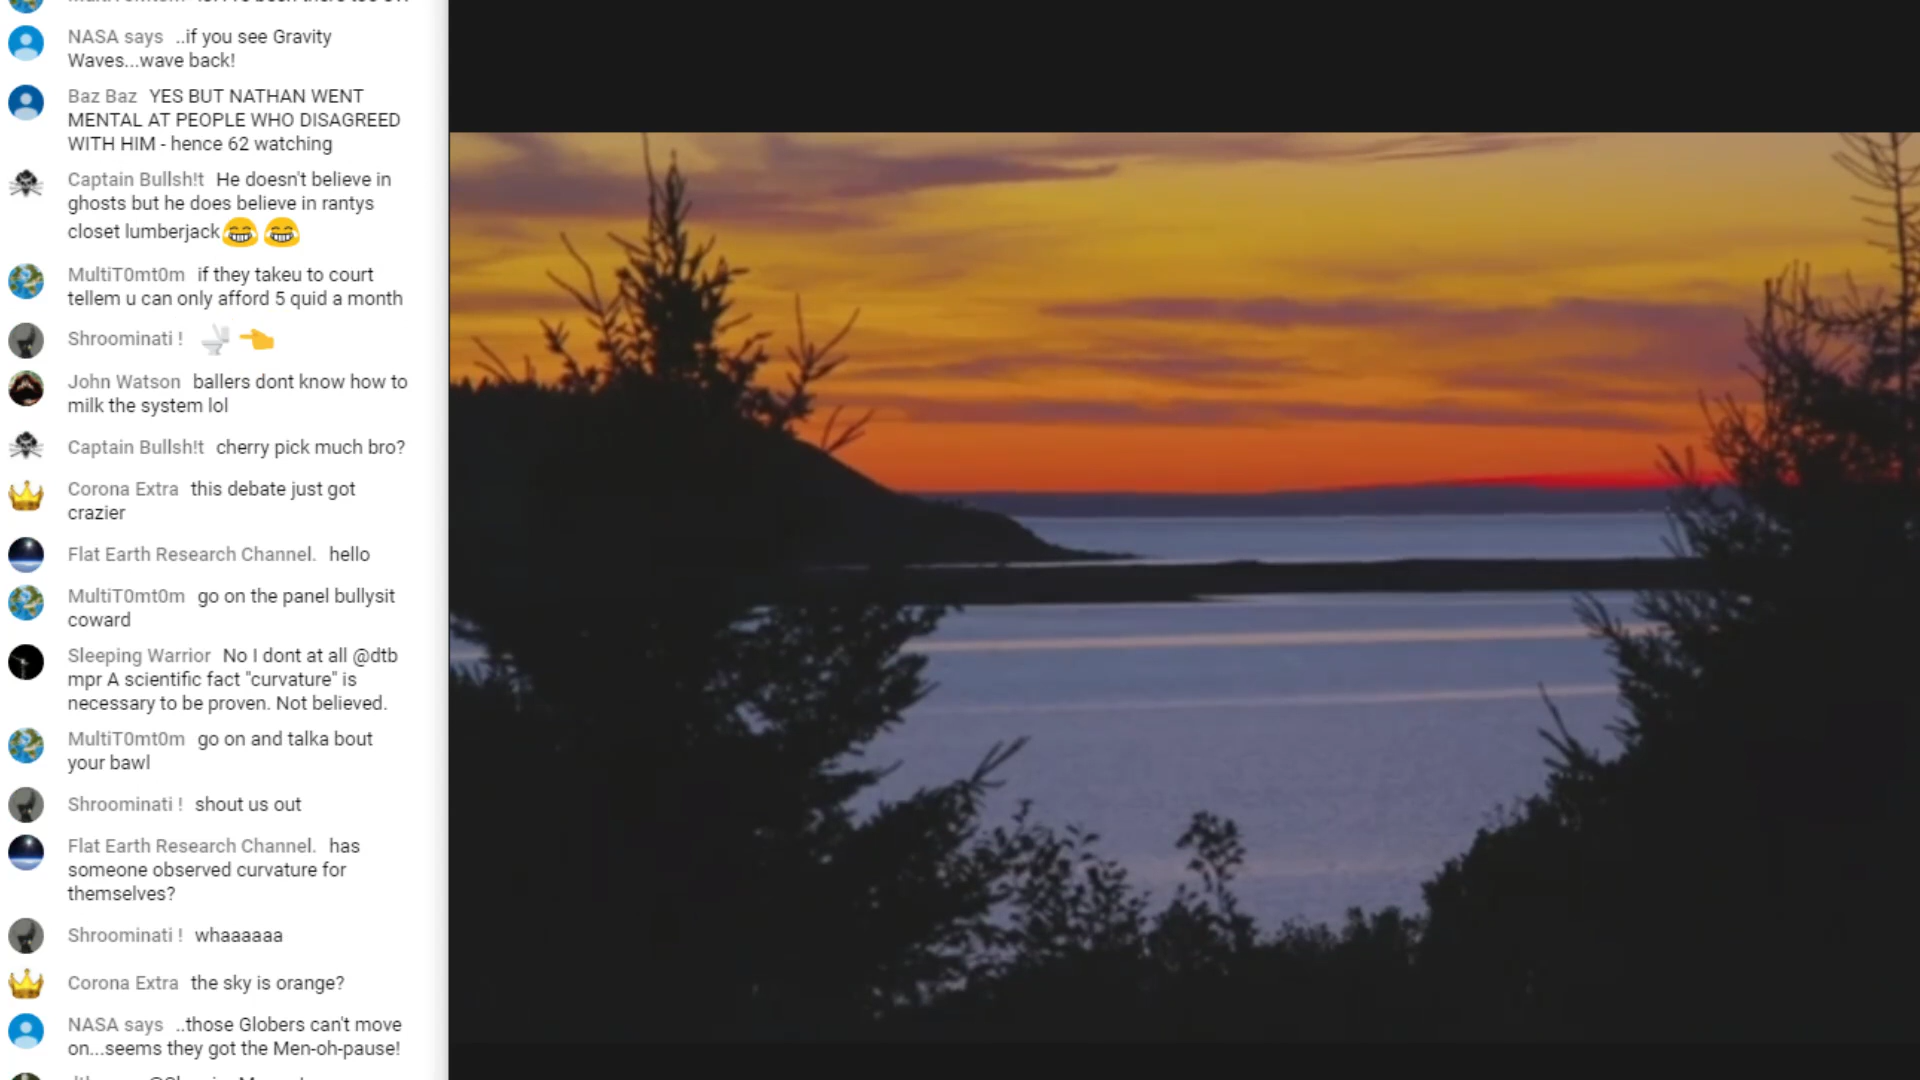 NASA says ..if you see Gravity
Waves...wave back!
Baz Baz YES BUT NATHAN WENT
MENTAL AT PEOPLE WHO DISAGREED
WITH HIM - hence 62 watching
Captain Bullsh!t He doesn't believe in
ghosts but he does believe in rantys
closet lumberjack
MultiT0mt0m if they takeu to court
tellem u can only afford 5 quid a month
Shroominati !
John Watson ballers dont know how to
milk the system lol
Captain Bullsh!t cherry pick much bro?
Corona Extra this debate just got
crazier
Flat Earth Research Channel. hello
MultiT0mt0m go on the panel bullysit
coward
Sleeping Warrior No I dont at all @dtb
mpr A scientific fact "curvature" is
necessary to be proven. Not believed.
MultiT0mt0m go on and talka bout
your bawl
Shroominati ! shout us out
Flat Earth Research Channel. has
someone observed curvature for
themselves?
Shroominati ! whaaaaaa
Corona Extra the sky is orange?
NASA says ..those Globers can't move
on...seems they got the Men-oh-pause!